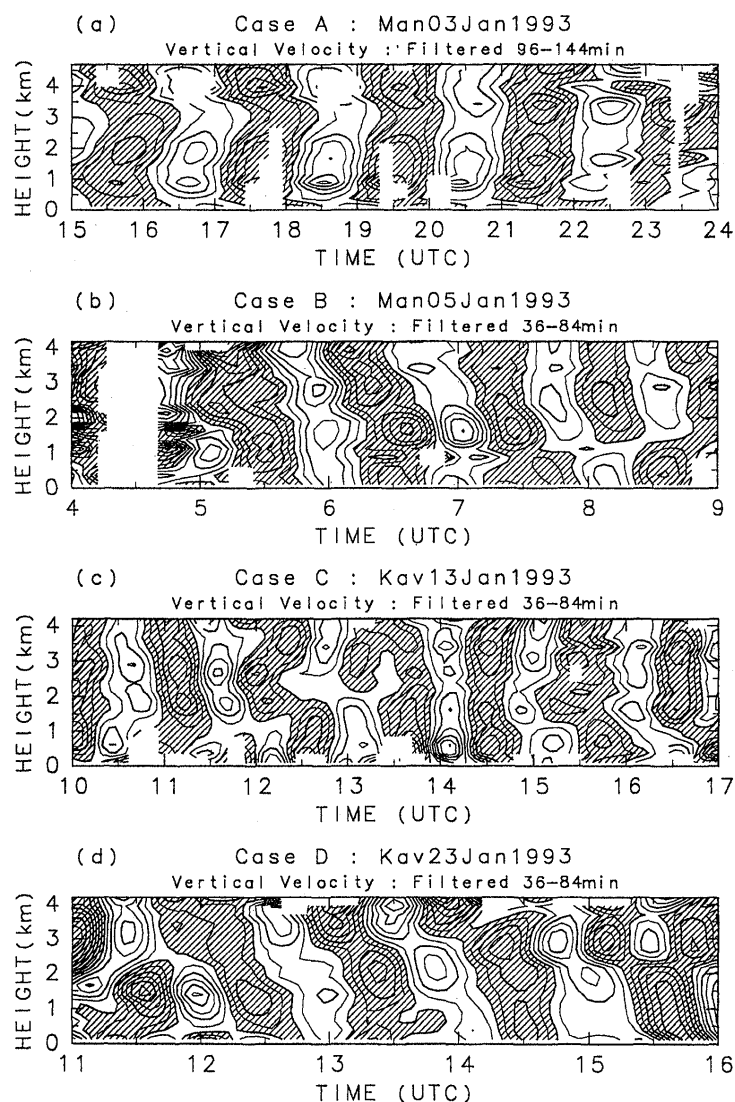 (a) Case A : Man03Jan1993
Vertical Velocity : Filtered 96-144min
HEIGHT(km)
4
3
2
1
0
15 16 17 18 19 20 21 22 23 24
TIME (UTC)
(b) Case B : Man05Jan1993
Vertical Velocity : Filtered 36-84min
HEIGHT(km)
4
3
2
1
0
4 5 6 7 8 9
TIME (UTC)
(c) Case C : Kav13Jan1993
Vertical Velocity : Filtered 36-84min
HEIGHT(km)
4
3
2
1
0
10 11 12 13 14 15 16 17
TIME (UTC)
(d) Case D : Kav23Jan1993
Vertical Velocity : Filtered 36-84min
HEIGHT(km)
4
3
2
1
0
11 12 13 14 15 16
TIME (UTC)